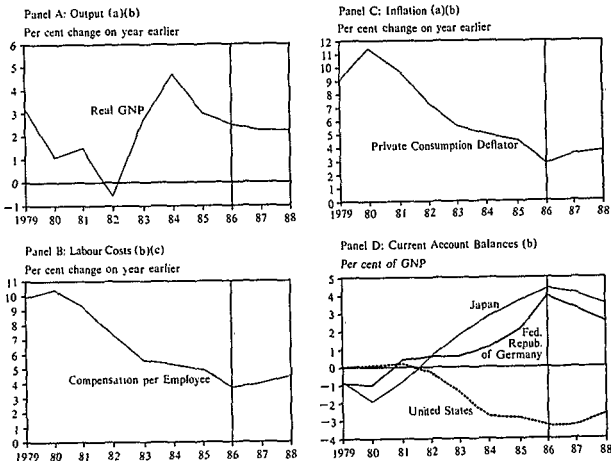 Panel A: Output (a)(b)
Per cent change on year earlier
6
5
4
3
2
1
0
−1
Real GNP
1979 80 81 82 83 84 85 86 87 88
Panel C: Inflation (a)(b)
Per cent change on year earlier
12
11
10
9
8
7
6
5
4
3
2
1
0
Private Consumption Deflator
1979 80 81 82 83 84 85 86 87 88
Panel B: Labour Costs (b)(c)
Per cent change on year earlier
11
10
9
8
7
6
5
4
3
2
1
0
Compensation per Employee
1979 80 81 82 83 84 85 86 87 88
Panel D: Current Account Balances (b)
Per cent of GNP
5
4
3
2
1
0
−1
−2
−3
−4
Japan
Fed.
Repub.
of Germany
United States
1979 80 81 82 83 84 85 86 87 88